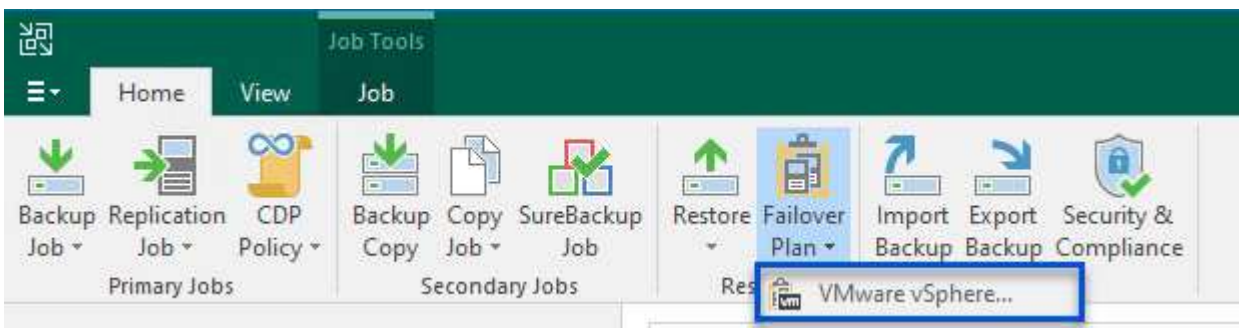 Job Tools
Home View Job
Backup Replication CDP Backup Copy SureBackup Restore Failover Import Export Security &
Job Job Policy Copy Job Job Plan Backup Backup Compliance
Primary Jobs Secondary Jobs Res
vm VMware vSphere...